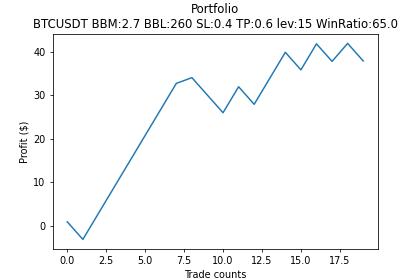 Portfolio
BTCUSDT BBM:2.7 BBL:260 SL:0.4 TP:0.6 lev:15 WinRatio:65.0
40
30
20
10
0
Profit ($)
0.0 2.5 5.0 7.5 10.0 12.5 15.0 17.5
Trade counts